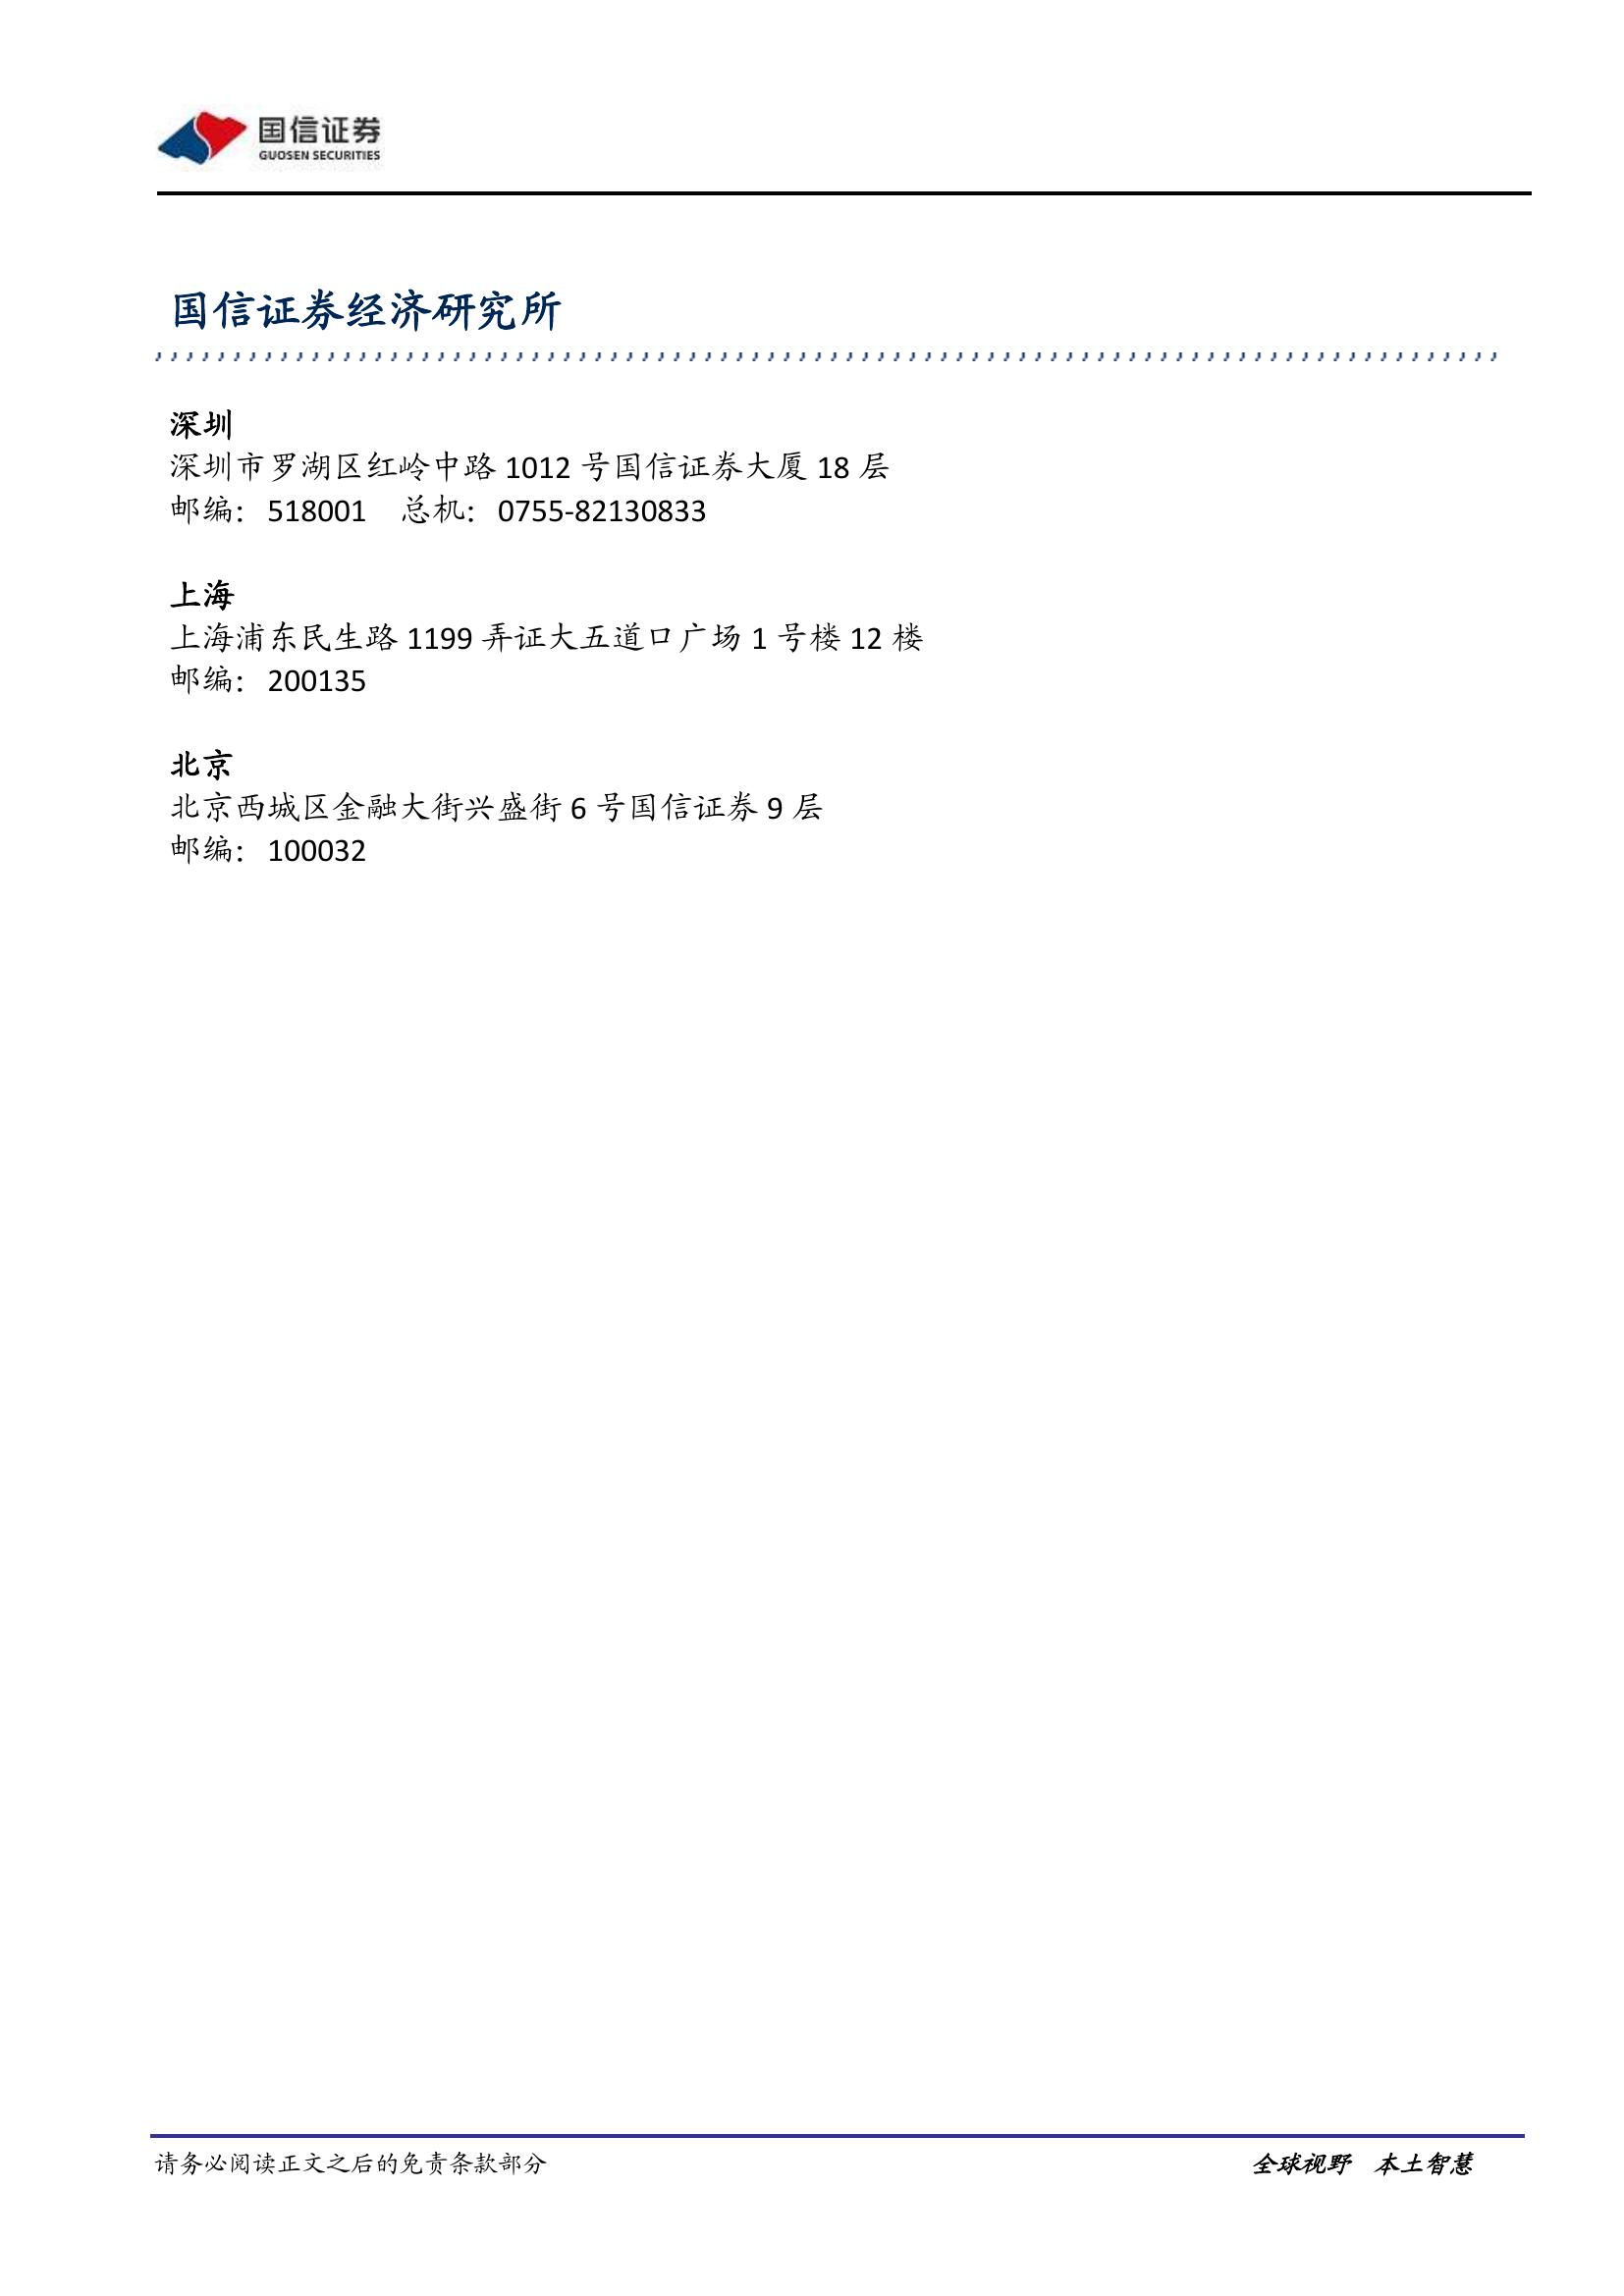 国信证券
GUOSEN SECURITIES
国信证券经济研究所
深圳
深圳市罗湖区红岭中路 1012 号国信证券大厦 18 层
邮编：518001 总机：0755-82130833
上海
上海浦东民生路 1199 弄证大五道口广场 1 号楼 12 楼
邮编：200135
北京
北京西城区金融大街兴盛街 6 号国信证券 9 层
邮编：100032
请务必阅读正文之后的免责条款部分 全球视野 本土智慧